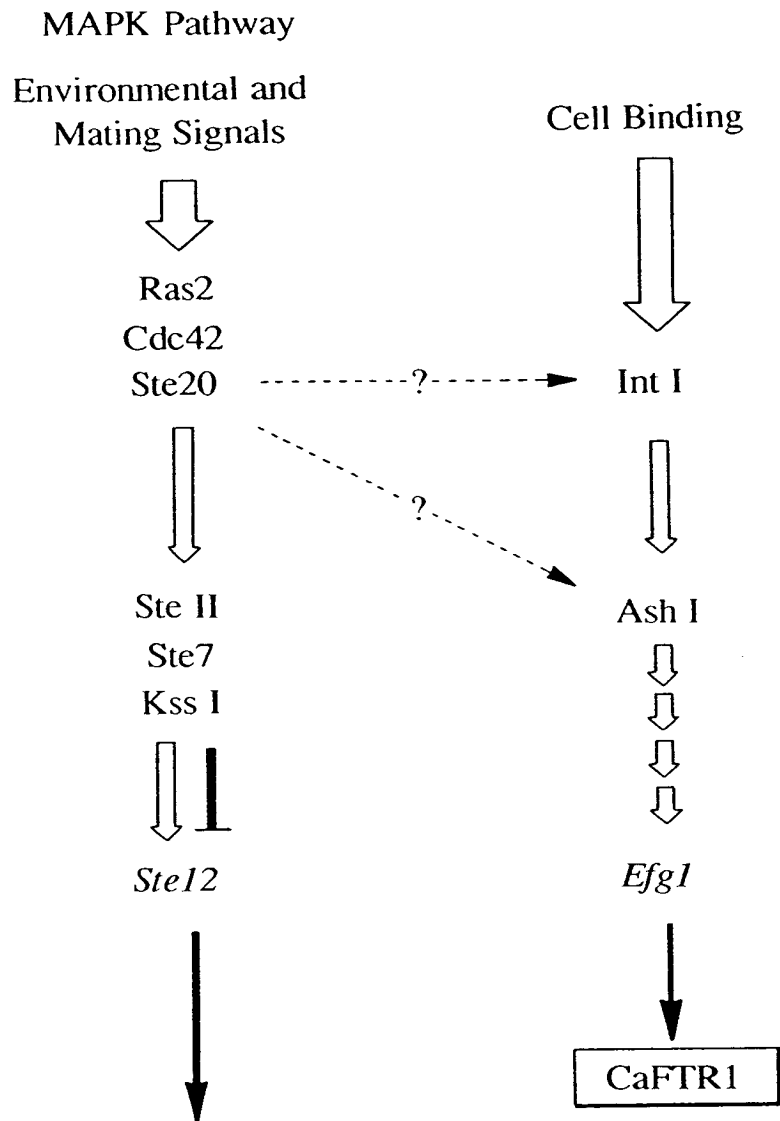 MAPK Pathway
Environmental and
Mating Signals
Ras2
Cdc42
Ste20
Ste II
Ste7
Kss I
Ste12
Cell Binding
?
Int I
?
Ash I
Efg1
CaFTR1